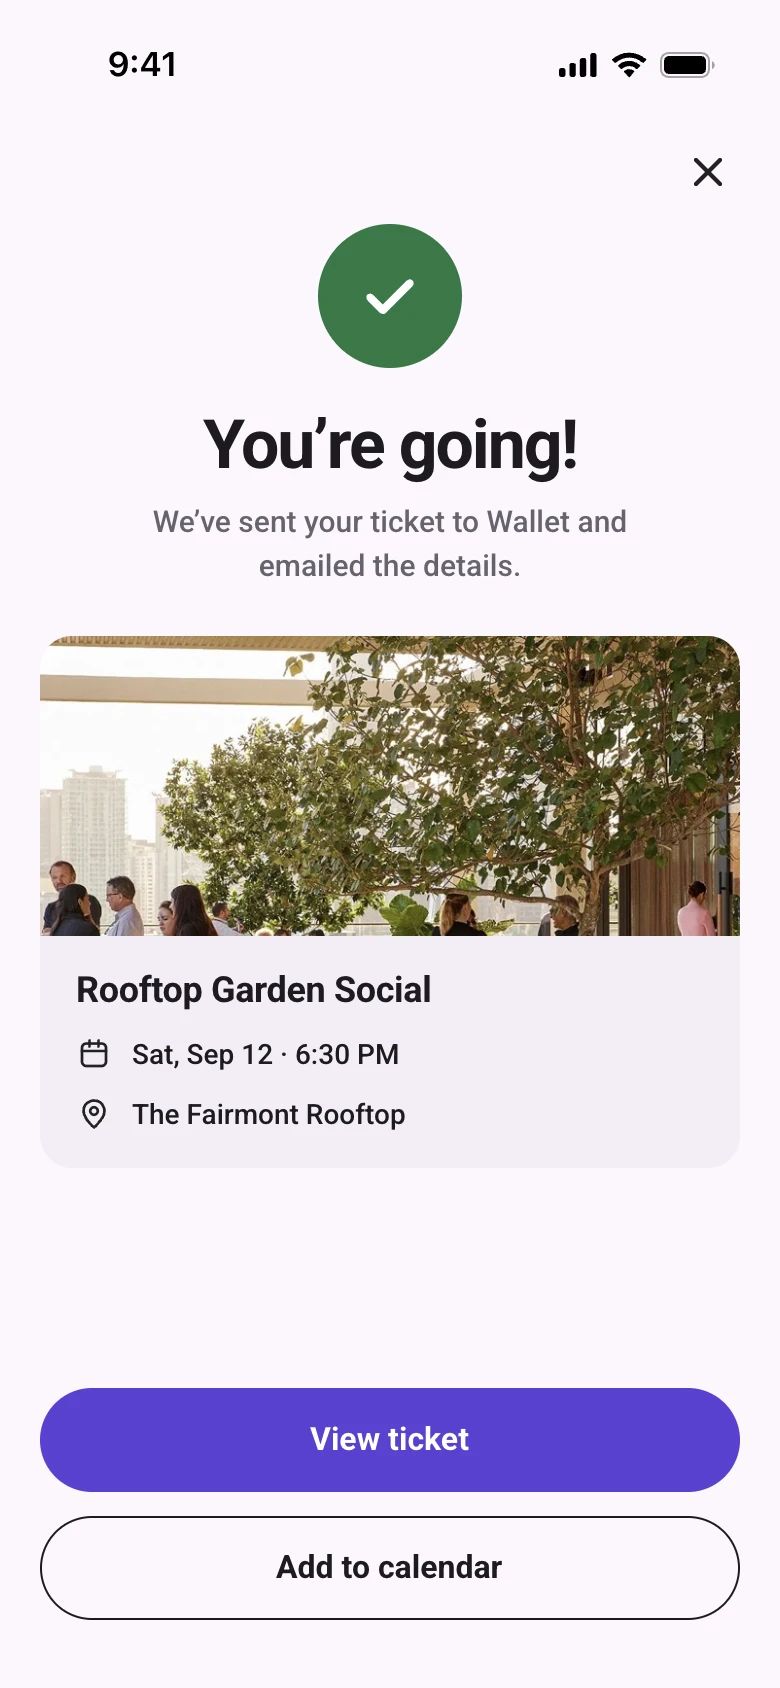 9:41
You’re going!
We’ve sent your ticket to Wallet and
emailed the details.
Rooftop Garden Social
Sat, Sep 12 · 6:30 PM
The Fairmont Rooftop
View ticket
Add to calendar